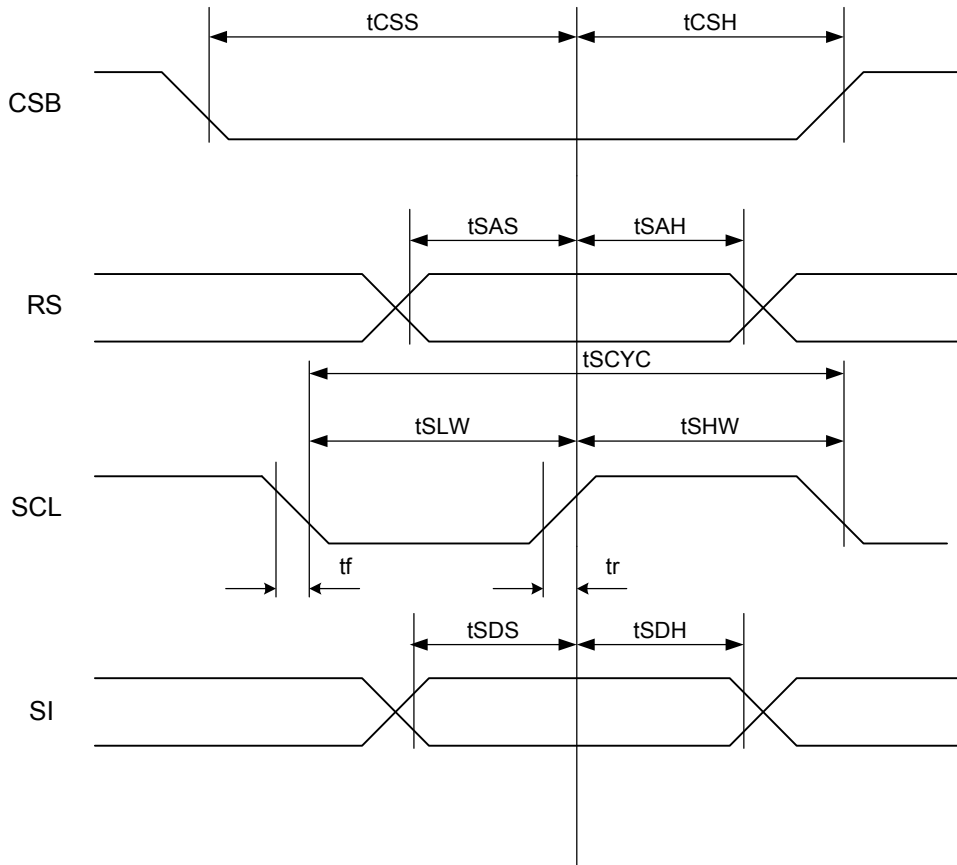 tCSS tCSH
CSB
tSAS tSAH
RS
tSCYC
tSLW tSHW
SCL
tf tr
tSDS tSDH
SI